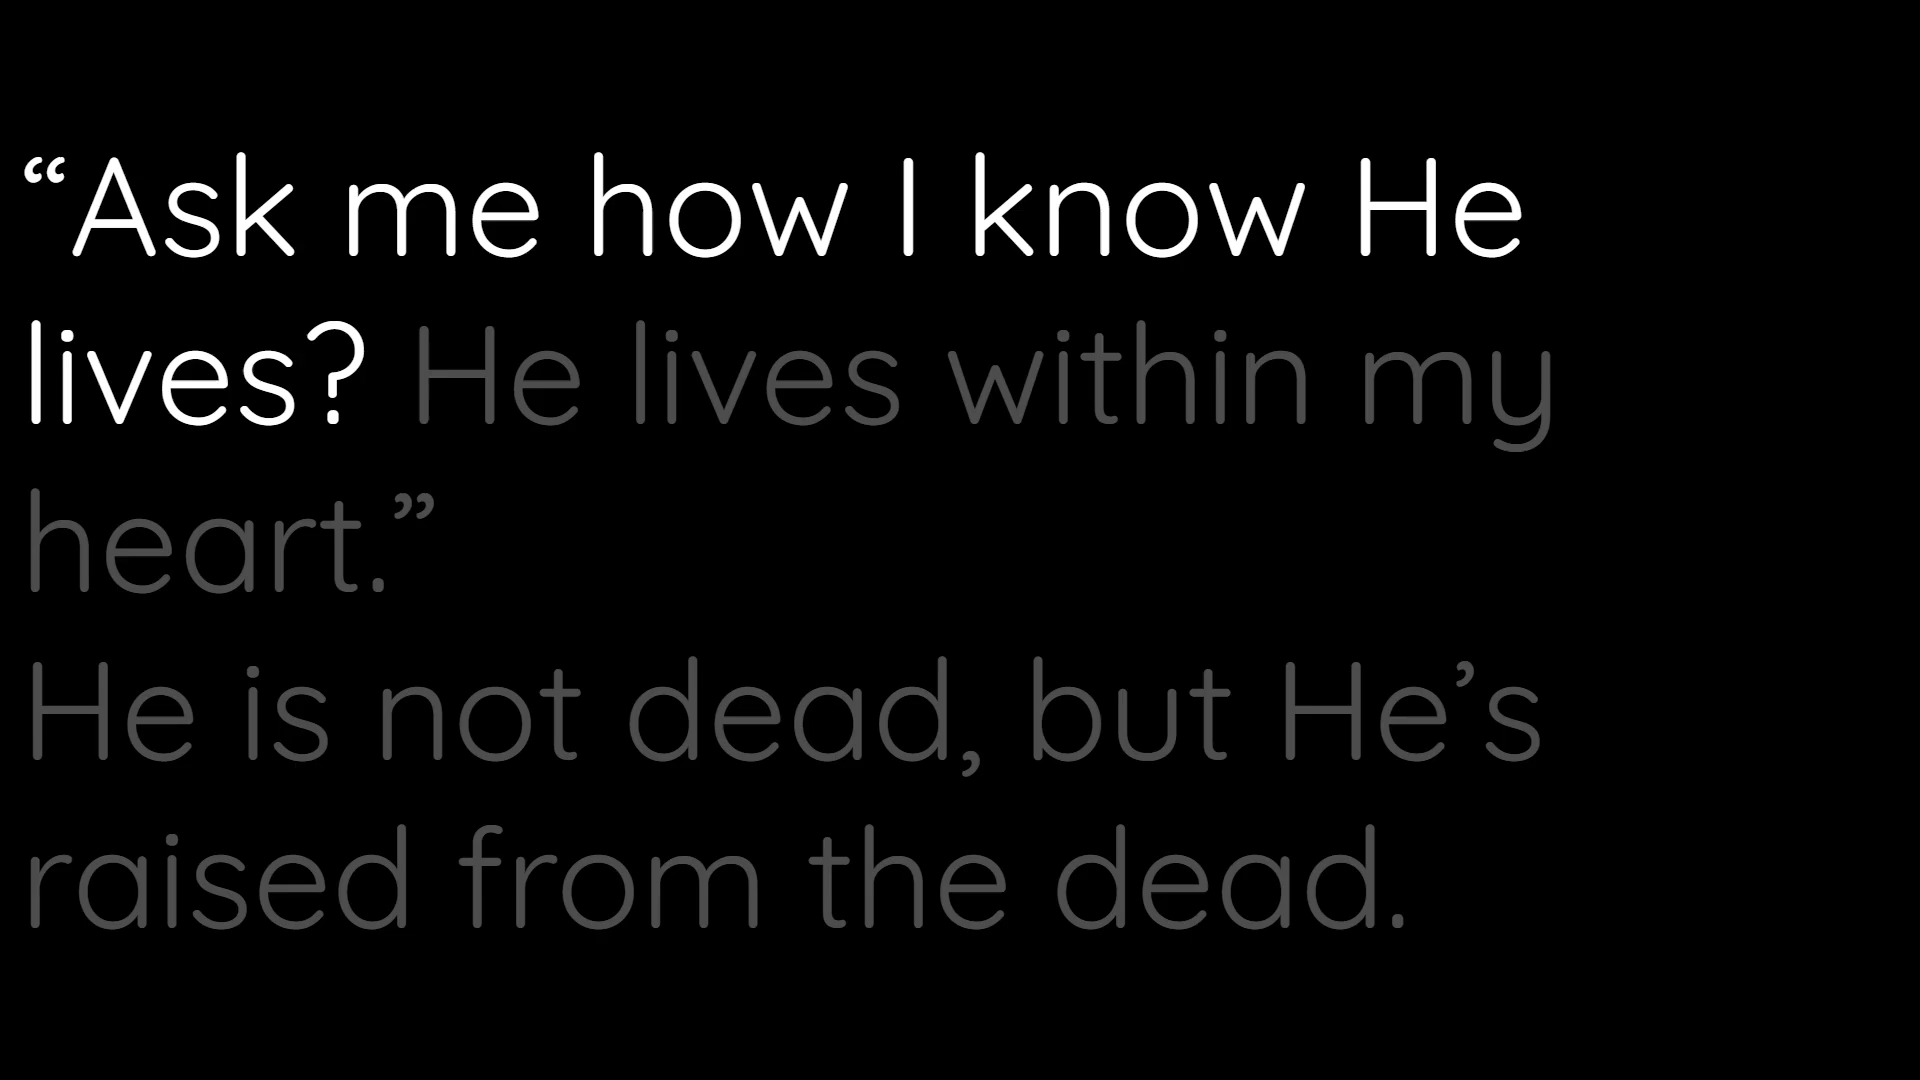 “Ask me how I know He
lives? He lives within my
heart.”
He is not dead, but He’s
raised from the dead.